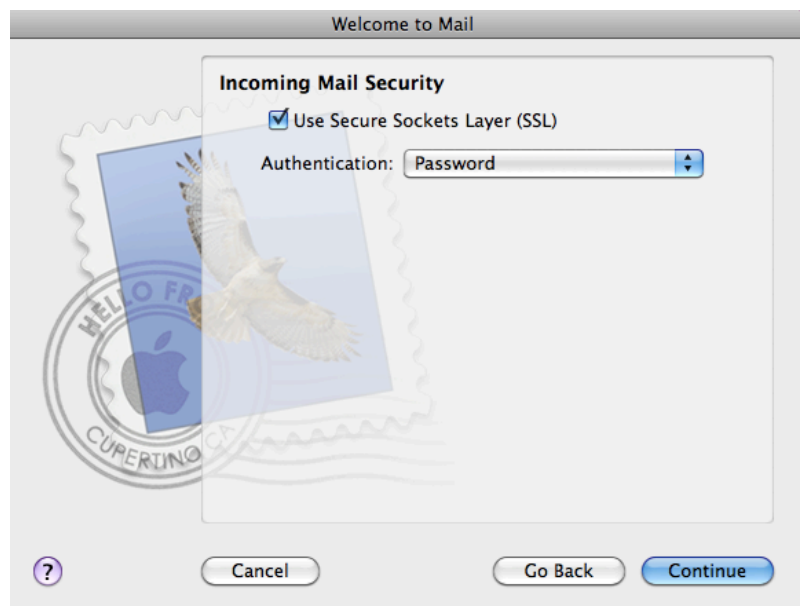 Welcome to Mail
Incoming Mail Security
Use Secure Sockets Layer (SSL)
Authentication: Password
HELLO FRO
CUPERTINO CA
?
Cancel
Go Back
Continue